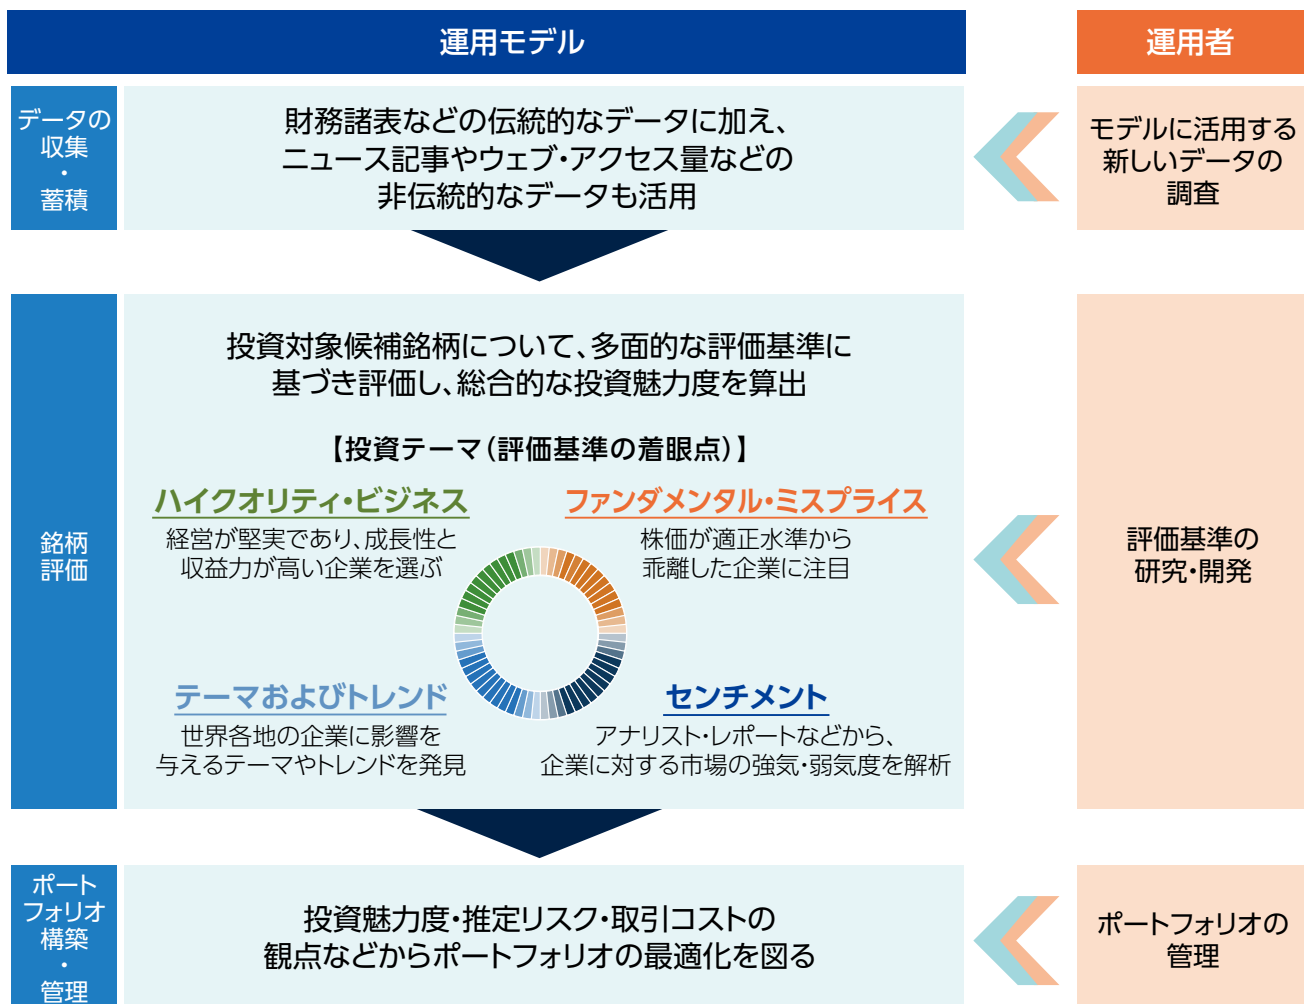 運用モデル
運用者
データの
収集
・
蓄積
財務諸表などの伝統的なデータに加え、
ニュース記事やウェブ・アクセス量などの
非伝統的なデータも活用
モデルに活用する
新しいデータの
調査
銘柄
評価
投資対象候補銘柄について、多面的な評価基準に
基づき評価し、総合的な投資魅力度を算出
【投資テーマ（評価基準の着眼点）】
ハイクオリティ・ビジネス
経営が堅実であり、成長性と
収益力が高い企業を選ぶ
ファンダメンタル・ミスプライス
株価が適正水準から
乖離した企業に注目
テーマおよびトレンド
世界各地の企業に影響を
与えるテーマやトレンドを発見
センチメント
アナリスト・レポートなどから、
企業に対する市場の強気・弱気度を解析
評価基準の
研究・開発
ポート
フォリオ
構築
・
管理
投資魅力度・推定リスク・取引コストの
観点などからポートフォリオの最適化を図る
ポートフォリオの
管理